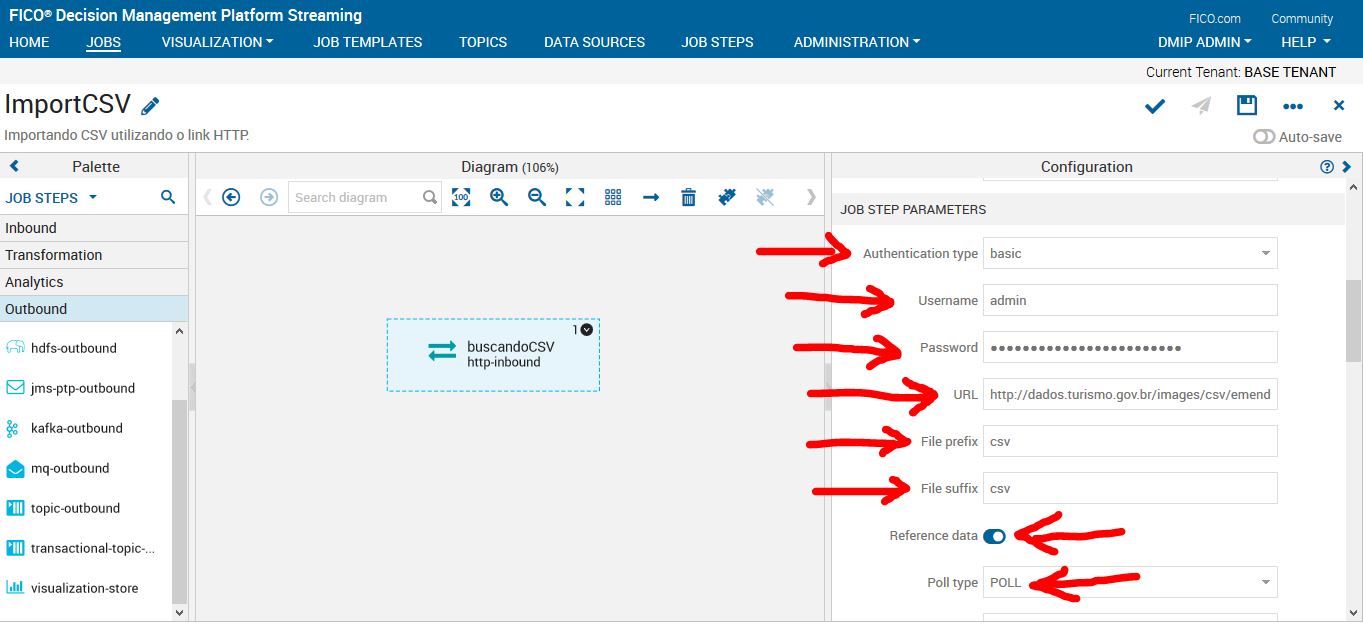 FICO® Decision Management Platform Streaming
FICO.com Community
HOME JOBS VISUALIZATION JOB TEMPLATES TOPICS DATA SOURCES JOB STEPS ADMINISTRATION DMIP ADMIN HELP
Current Tenant: BASE TENANT
ImportCSV
Importando CSV utilizando o link HTTP.
Auto-save
Palette
Diagram (106%)
Configuration
JOB STEPS
Search diagram
100
JOB STEP PARAMETERS
Inbound
Transformation
Analytics
Outbound
hdfs-outbound
jms-ptp-outbound
kafka-outbound
mq-outbound
topic-outbound
transactional-topic-...
visualization-store
1
buscandoCSV
http-inbound
Authentication type basic
Username admin
Password ●●●●●●●●●●●●●●●●●●●●●●●●
URL http://dados.turismo.gov.br/images/csv/emend
File prefix csv
File suffix csv
Reference data
Poll type POLL